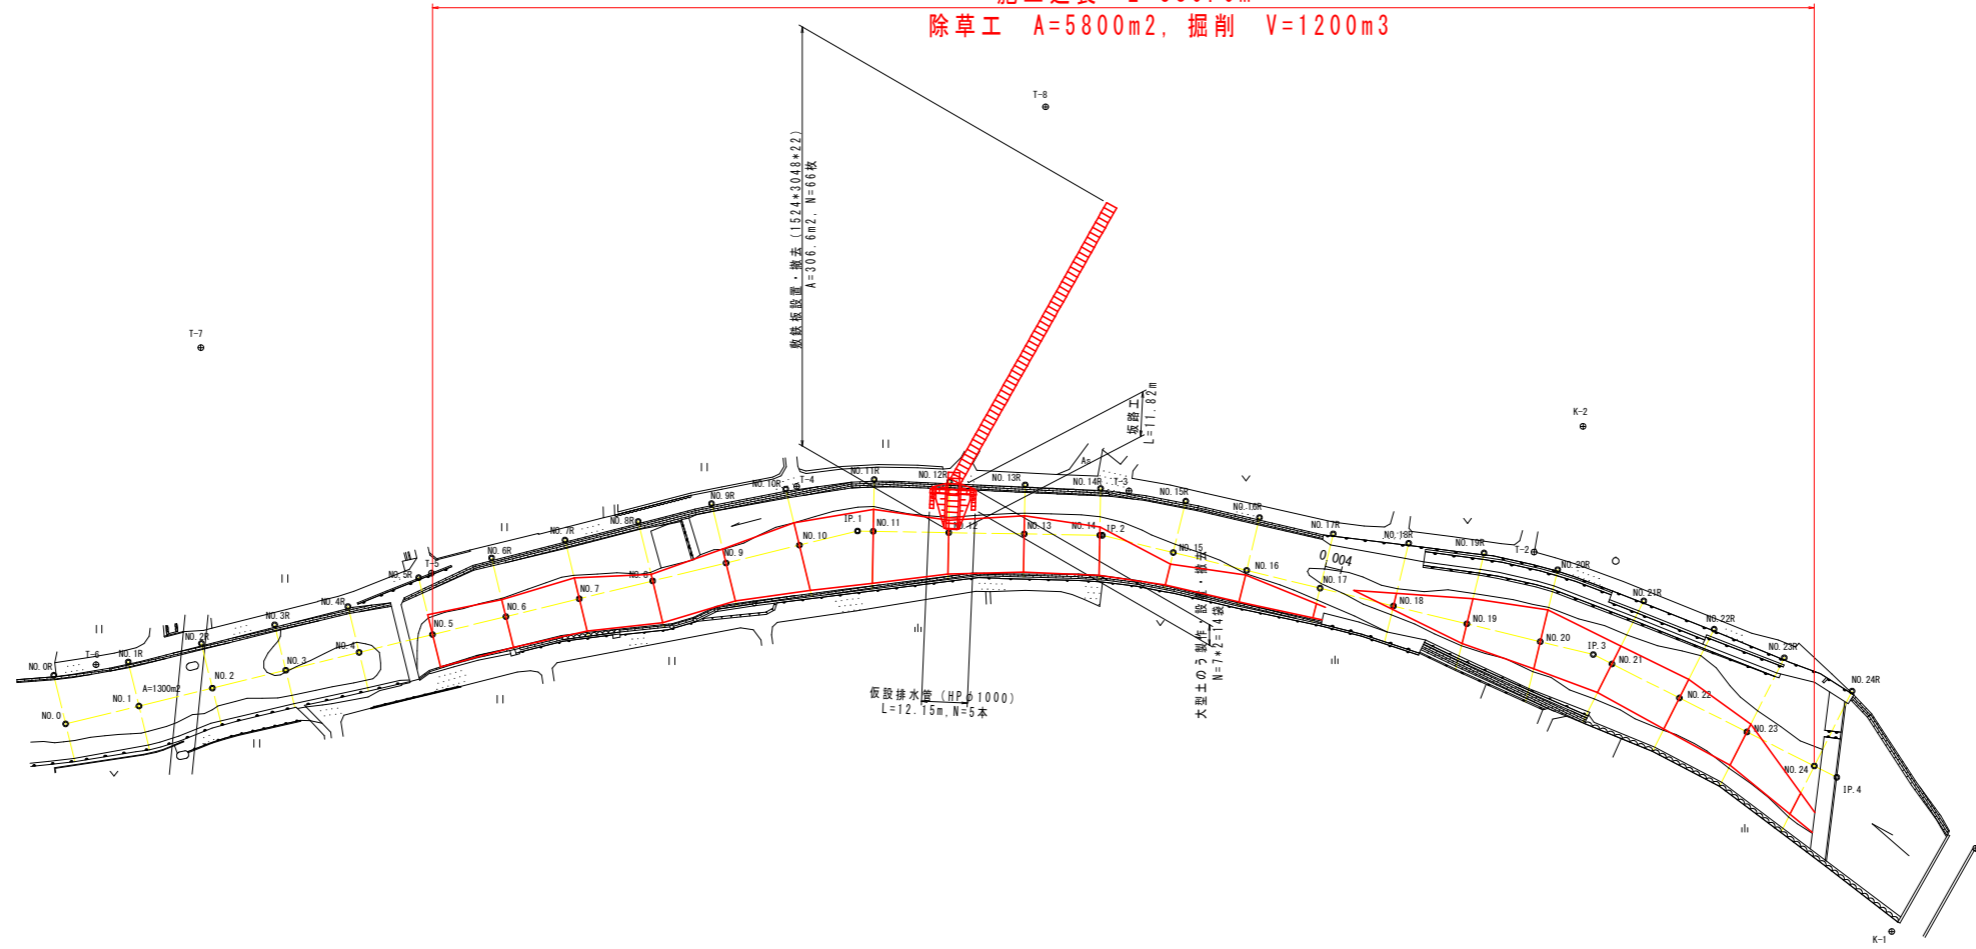 除草工 A=5800m2, 掘削 V=1200m3
T-8
敷鉄板設置・撤去 (1524*3048*22)
A=306.6m2, N=66枚
T-7
坂路工
L=11.82m
K-2
NO.0R
T-6
NO.1R
NO.2R
NO.3R
NO.4R
NO.5R
T-5
NO.6R
NO.7R
NO.8R
NO.9R
NO.10R
T-4
NO.11R
NO.12R
NO.13R
As
NO.14R
T-3
NO.15R
NO.16R
NO.17R
NO.18R
NO.19R
T-2
NO.20R
NO.21R
NO.22R
NO.23R
NO.24R
0.004
NO.0
NO.1
A=1300m2
NO.2
NO.3
NO.4
NO.5
NO.6
NO.7
NO.8
NO.9
NO.10
IP.1
NO.11
NO.12
NO.13
NO.14
IP.2
NO.15
NO.16
NO.17
NO.18
NO.19
NO.20
IP.3
NO.21
NO.22
NO.23
NO.24
IP.4
大型土のう製作・設置・撤去
N=7*2=14袋
仮設排水管 (HPφ1000)
L=12.15m, N=5本
K-1